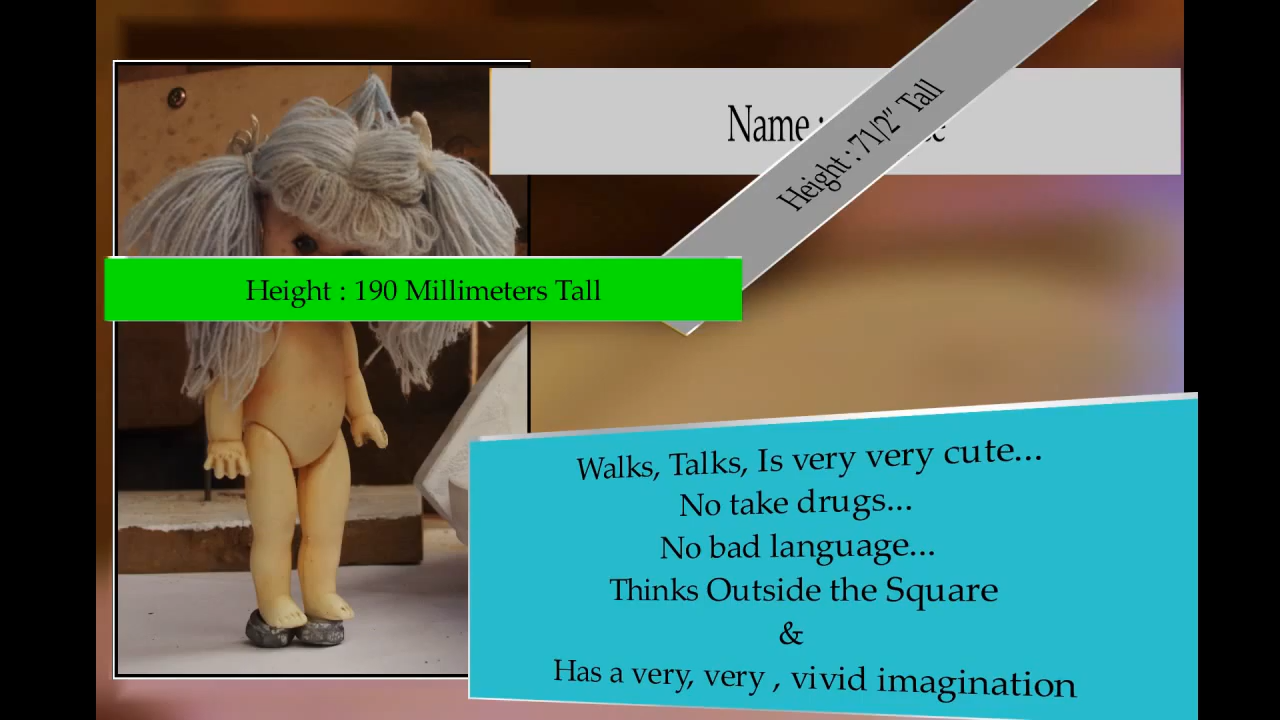 Name :
Height : 7 1/2" Tall
Height : 190 Millimeters Tall
Walks, Talks, Is very very cute...
No take drugs...
No bad language...
Thinks Outside the Square
&
Has a very, very , vivid imagination